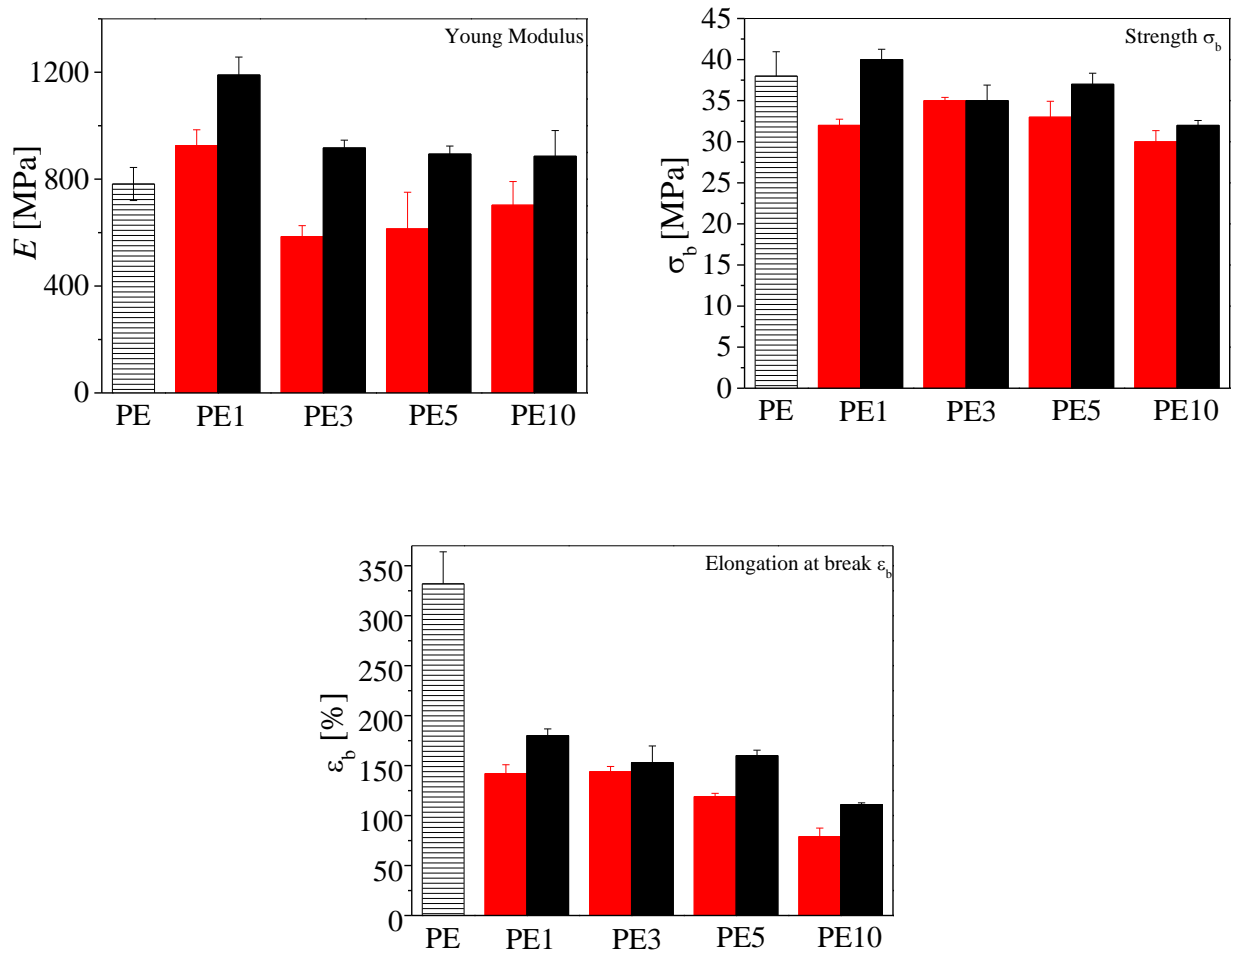 Young Modulus
1200
800
400
0
E [MPa]
PE PE1 PE3 PE5 PE10
Strength σb
45
40
35
30
25
20
15
10
5
0
σb [MPa]
PE PE1 PE3 PE5 PE10
Elongation at break εb
350
300
250
200
150
100
50
0
εb [%]
PE PE1 PE3 PE5 PE10